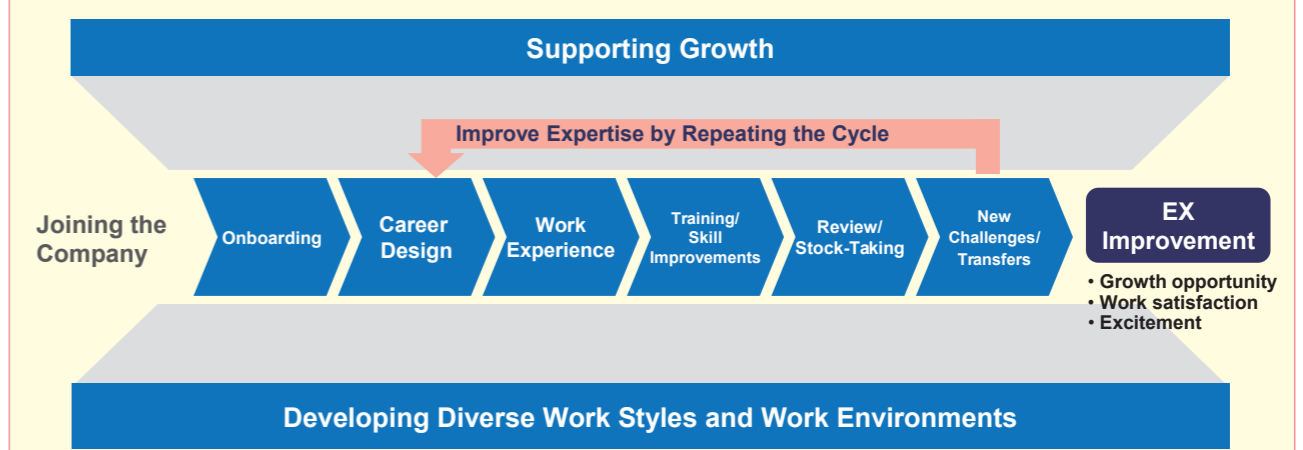 Supporting Growth
Improve Expertise by Repeating the Cycle
Joining the
Company
Onboarding
Career
Design
Work
Experience
Training/
Skill
Improvements
Review/
Stock-Taking
New
Challenges/
Transfers
EX
Improvement
• Growth opportunity
• Work satisfaction
• Excitement
Developing Diverse Work Styles and Work Environments